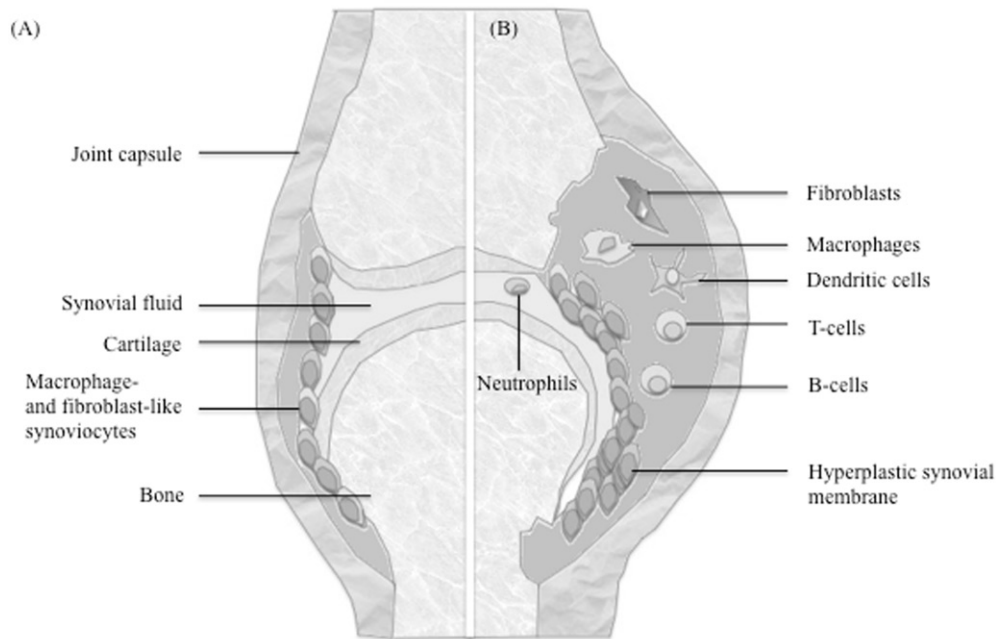 (A)
(B)
Joint capsule
Synovial fluid
Cartilage
Macrophage-
and fibroblast-like
synoviocytes
Bone
Neutrophils
Fibroblasts
Macrophages
Dendritic cells
T-cells
B-cells
Hyperplastic synovial
membrane